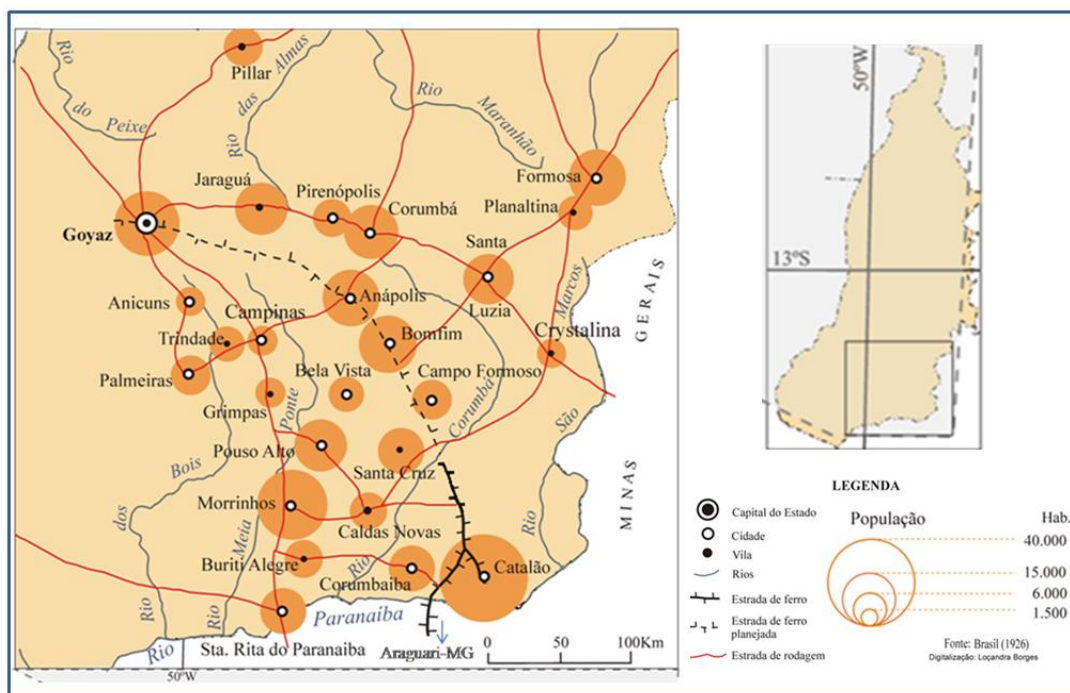 Rio
do
Peixe
Pillar
Rio
das
Almas
Rio
Maranhão
Formosa
Planaltina
Jaraguá
Pirenópolis
Corumbá
Goyaz
Santa
Luzia
Marcos
São
Rio
Anicuns
Campinas
Anápolis
Bomfim
Crystalina
Trindade
Palmeiras
Bela Vista
Campo Formoso
Grimpas
Ponte
Meia
Rio
Corumbá
Rio
Pouso Alto
Santa Cruz
Bois
dos
Rio
Morrinhos
Caldas Novas
Buriti Alegre
Corumbaiba
Catalão
Rio
Paranaíba
Sta. Rita do Paranaiba
Araguari-MG
MINAS
GERAIS
0 50 100Km
50ºW
50ºW
13ºS
LEGENDA
Capital do Estado
Cidade
Vila
Rios
Estrada de ferro
Estrada de ferro
planejada
Estrada de rodagem
População
Hab.
40.000
15.000
6.000
1.500
Fonte: Brasil (1926)
Digitalização: Loçandra Borges